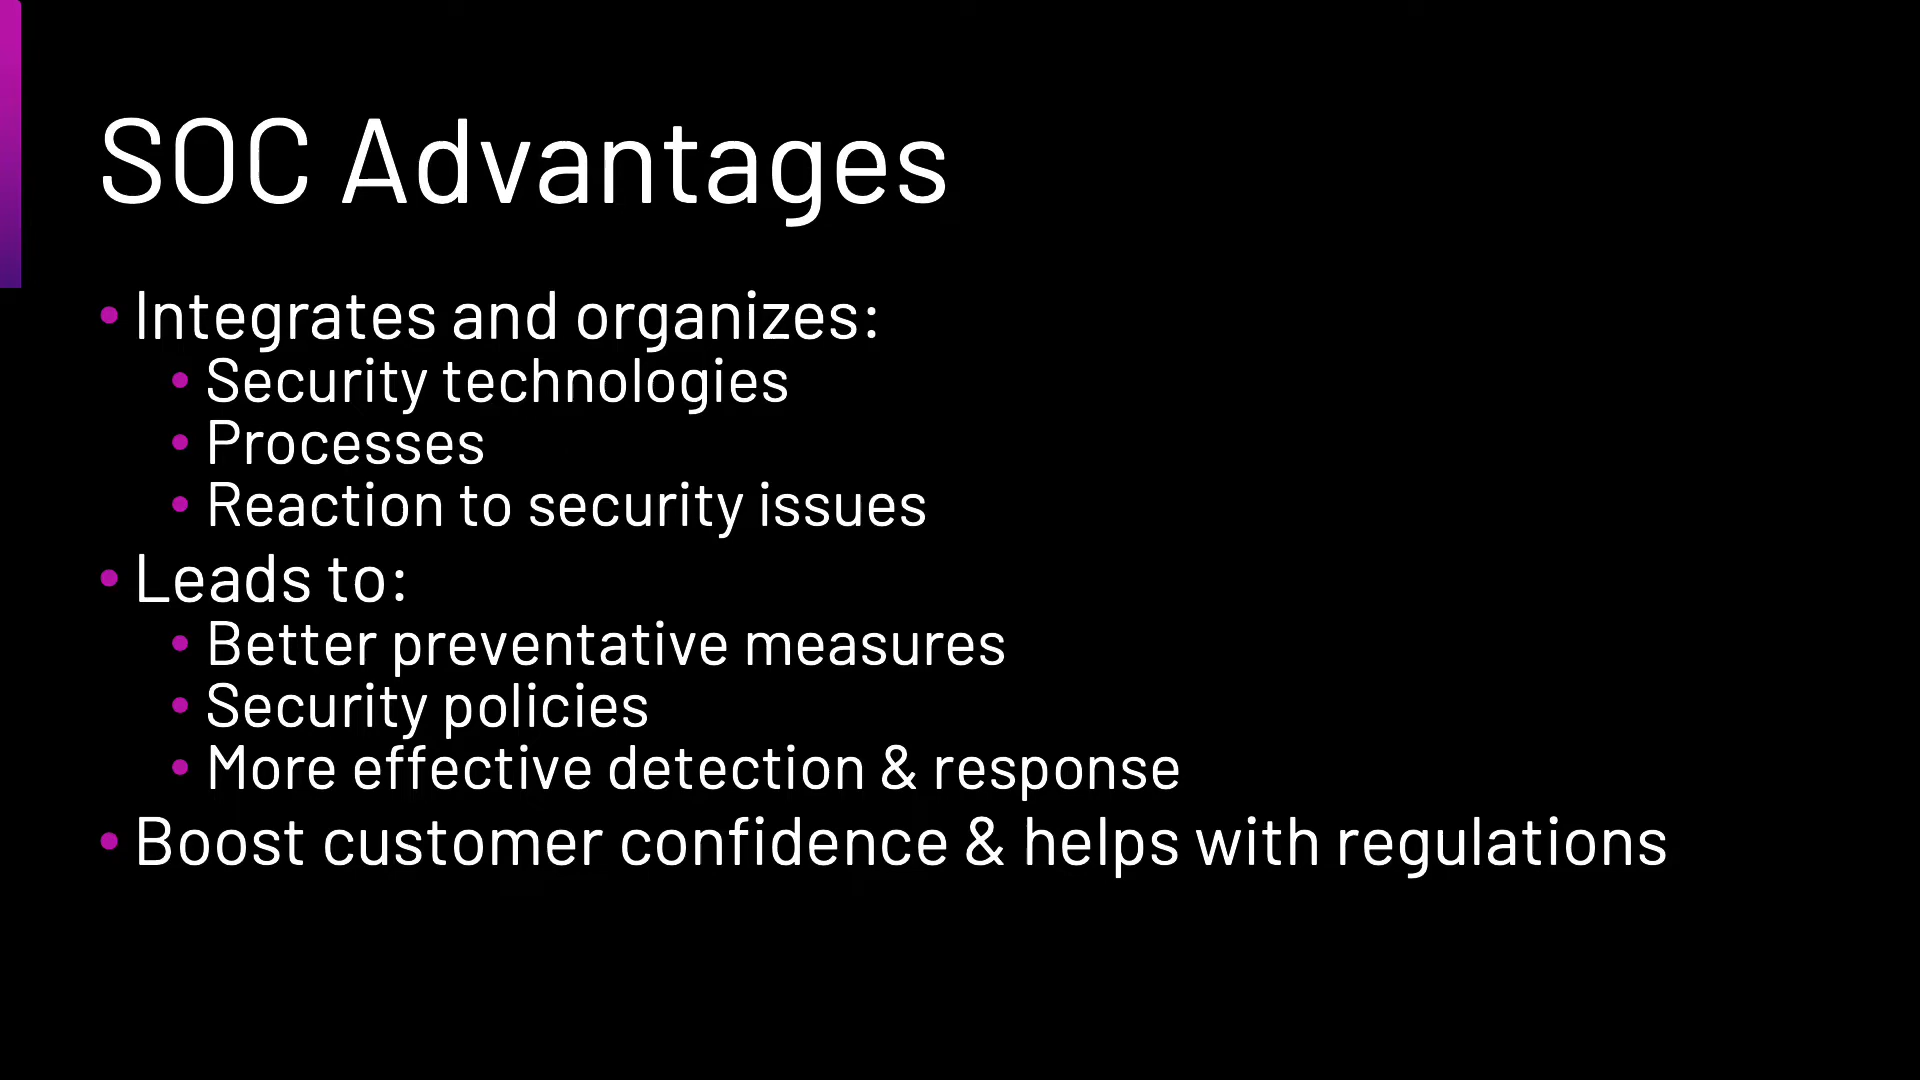 SOC Advantages
• Integrates and organizes:
• Security technologies
• Processes
• Reaction to security issues
• Leads to:
• Better preventative measures
• Security policies
• More effective detection & response
• Boost customer confidence & helps with regulations